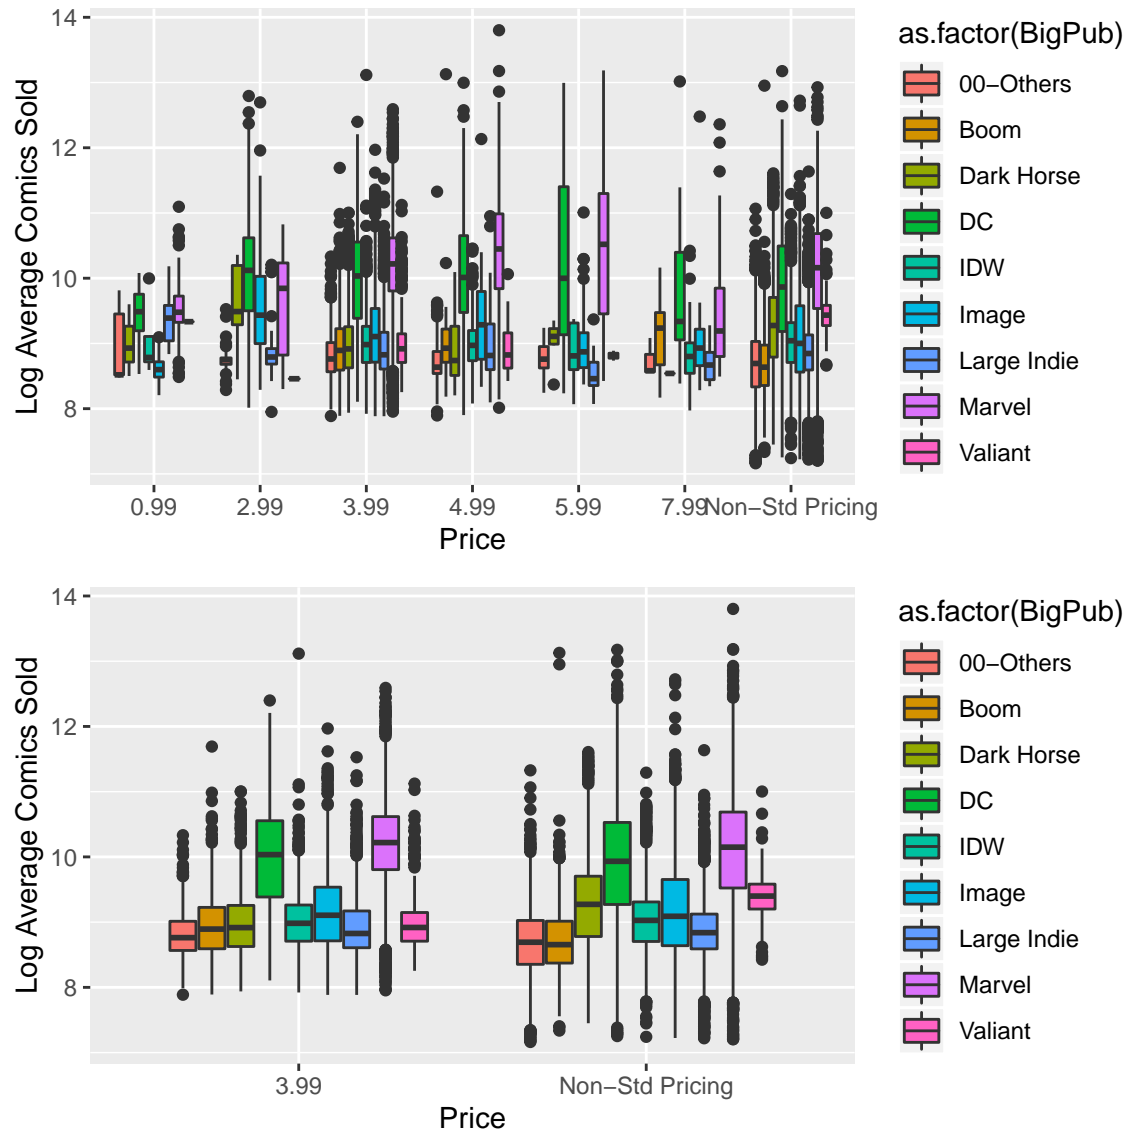 14
12
10
8
Log Average Comics Sold
0.99 2.99 3.99 4.99 5.99 7.99 Non−Std Pricing
Price
as.factor(BigPub)
00−Others
Boom
Dark Horse
DC
IDW
Image
Large Indie
Marvel
Valiant
14
12
10
8
Log Average Comics Sold
3.99 Non−Std Pricing
Price
as.factor(BigPub)
00−Others
Boom
Dark Horse
DC
IDW
Image
Large Indie
Marvel
Valiant